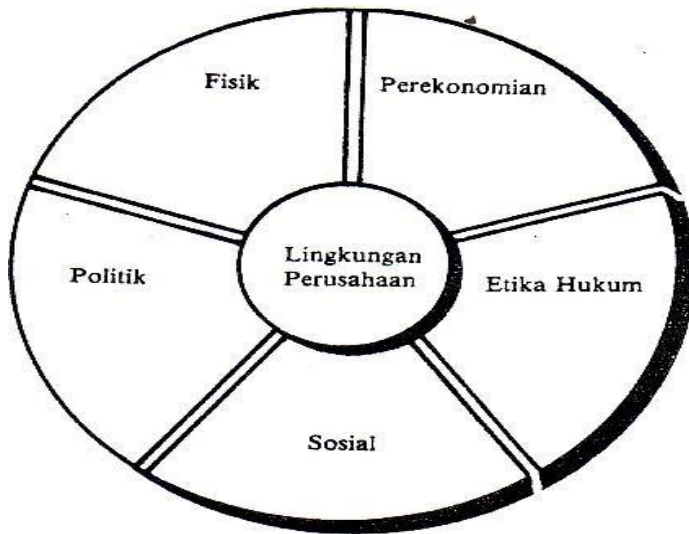 Fisik
Perekonomian
Lingkungan
Perusahaan
Politik
Etika Hukum
Sosial